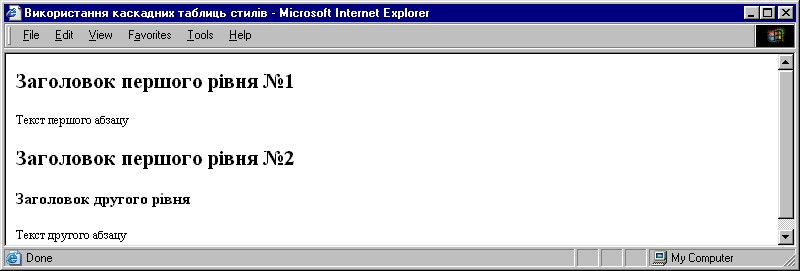 Використання каскадних таблиць стилів - Microsoft Internet Explorer
File Edit View Favorites Tools Help
Заголовок першого рівня №1
Текст першого абзацу
Заголовок першого рівня №2
Заголовок другого рівня
Текст другого абзацу
Done My Computer